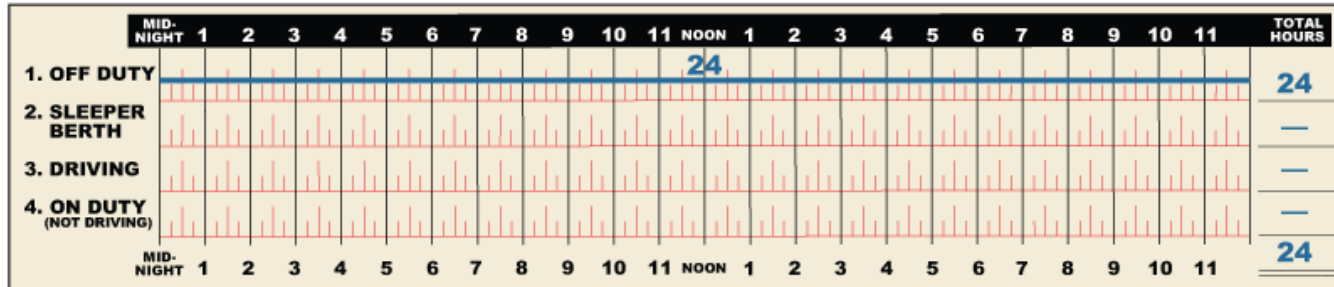 MID-NIGHT 1 2 3 4 5 6 7 8 9 10 11 NOON 1 2 3 4 5 6 7 8 9 10 11 TOTAL HOURS
24
1. OFF DUTY 24
2. SLEEPER BERTH —
3. DRIVING —
4. ON DUTY (NOT DRIVING) —
24
MID-NIGHT 1 2 3 4 5 6 7 8 9 10 11 NOON 1 2 3 4 5 6 7 8 9 10 11